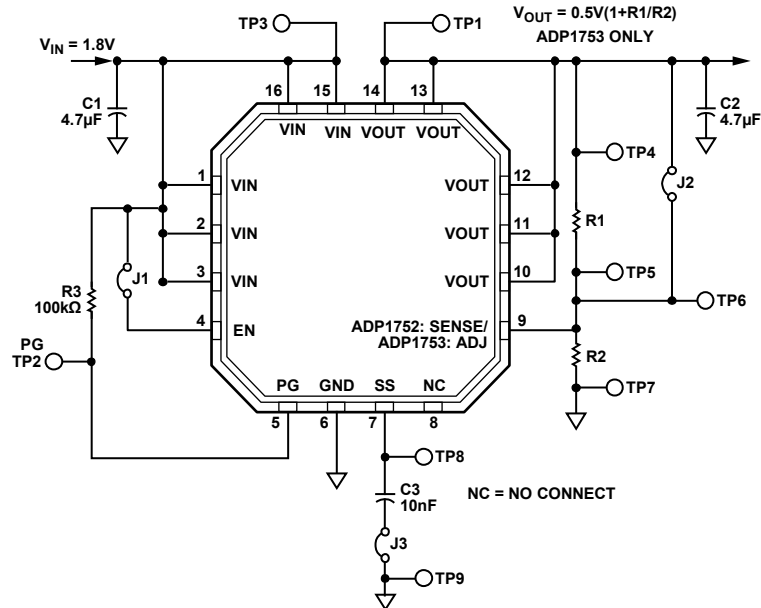 TP3
TP1
V_OUT = 0.5V(1+R1/R2)
ADP1753 ONLY
V_IN = 1.8V
16
15
14
13
C1
4.7µF
VIN
VIN
VOUT
VOUT
C2
4.7µF
1
VIN
VOUT
12
TP4
J2
2
VIN
VOUT
11
R1
3
VIN
VOUT
10
TP5
J1
R3
100kΩ
TP6
4
EN
ADP1752: SENSE/
ADP1753: ADJ
9
R2
PG
TP2
PG
GND
SS
NC
TP7
5
6
7
8
TP8
C3
10nF
NC = NO CONNECT
J3
TP9